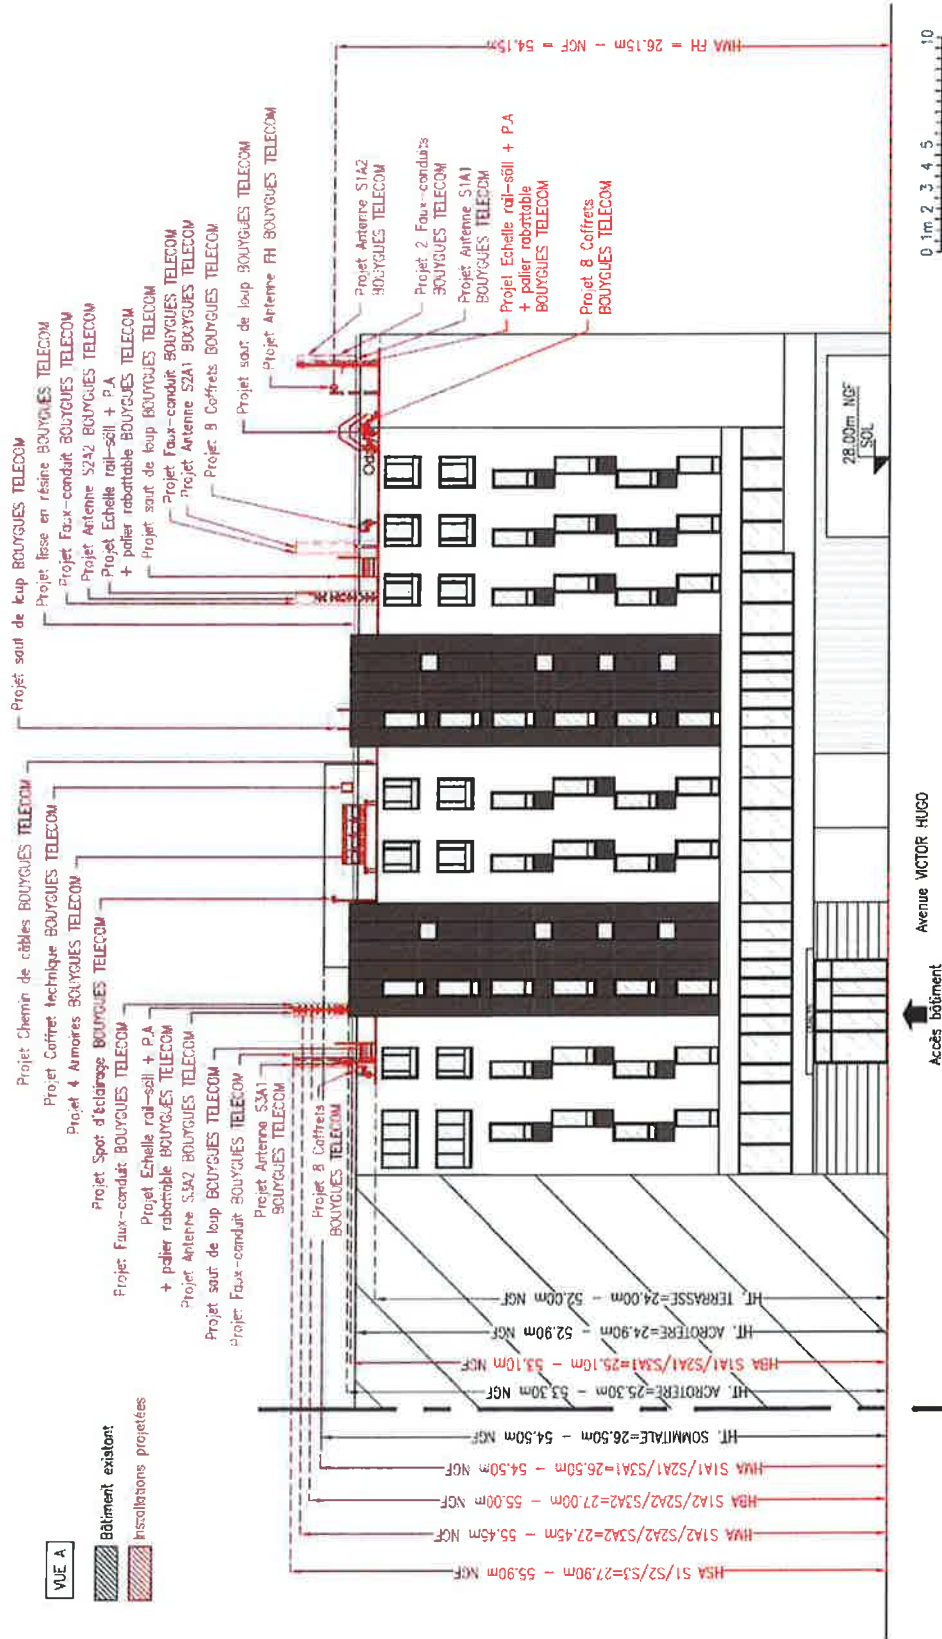 VUE A
Bâtiment existant
Installations projetées
Projet Chemin de câbles BOUYGUES TELECOM
Projet Coffret technique BOUYGUES TELECOM
Projet 4 Armoires BOUYGUES TELECOM
Projet Spot d'éclairage BOUYGUES TELECOM
Projet Faux-conduit BOUYGUES TELECOM
Projet Echelle rail-söll + P.A
+ palier rabattable BOUYGUES TELECOM
Projet Antenne S3A2 BOUYGUES TELECOM
Projet saut de loup BOUYGUES TELECOM
Projet Faux-conduit BOUYGUES TELECOM
Projet Antenne S3A1
BOUYGUES TELECOM
Projet 8 Coffrets
BOUYGUES TELECOM
Projet saut de loup BOUYGUES TELECOM
Projet lisse en résine BOUYGUES TELECOM
Projet Faux-conduit BOUYGUES TELECOM
Projet Antenne S2A2 BOUYGUES TELECOM
Projet Echelle rail-söll + P.A
+ palier rabattable BOUYGUES TELECOM
Projet saut de loup BOUYGUES TELECOM
Projet Faux-conduit BOUYGUES TELECOM
Projet Antenne S2A1 BOUYGUES TELECOM
Projet 8 Coffrets BOUYGUES TELECOM
Projet saut de loup BOUYGUES TELECOM
Projet Antenne FH BOUYGUES TELECOM
Projet Antenne S1A2
BOUYGUES TELECOM
Projet 2 Faux-conduits
BOUYGUES TELECOM
Projet Antenne S1A1
BOUYGUES TELECOM
Projet Echelle rail-söll + P.A
+ palier rabattable
BOUYGUES TELECOM
Projet 8 Coffrets
BOUYGUES TELECOM
HSA S1/S2/S3=27.90m - 55.90m NGF
HMA S1A2/S2A2/S3A2=27.45m - 55.45m NGF
HBA S1A2/S2A2/S3A2=27.00m - 55.00m NGF
HMA S1A1/S2A1/S3A1=26.50m - 54.50m NGF
HT. SOMMITALE=26.50m - 54.50m NGF
HT. ACROTERE=25.30m - 53.30m NGF
HBA S1A1/S2A1/S3A1=25.10m - 53.10m NGF
HT. ACROTERE=24.90m - 52.90m NGF
HT. TERRASSE=24.00m - 52.00m NGF
HMA FH = 26.15m - NGF = 54.15m
28.00m NGF
SOL
Accès bâtiment
Avenue VICTOR HUGO
0 1m 2 3 4 5 10